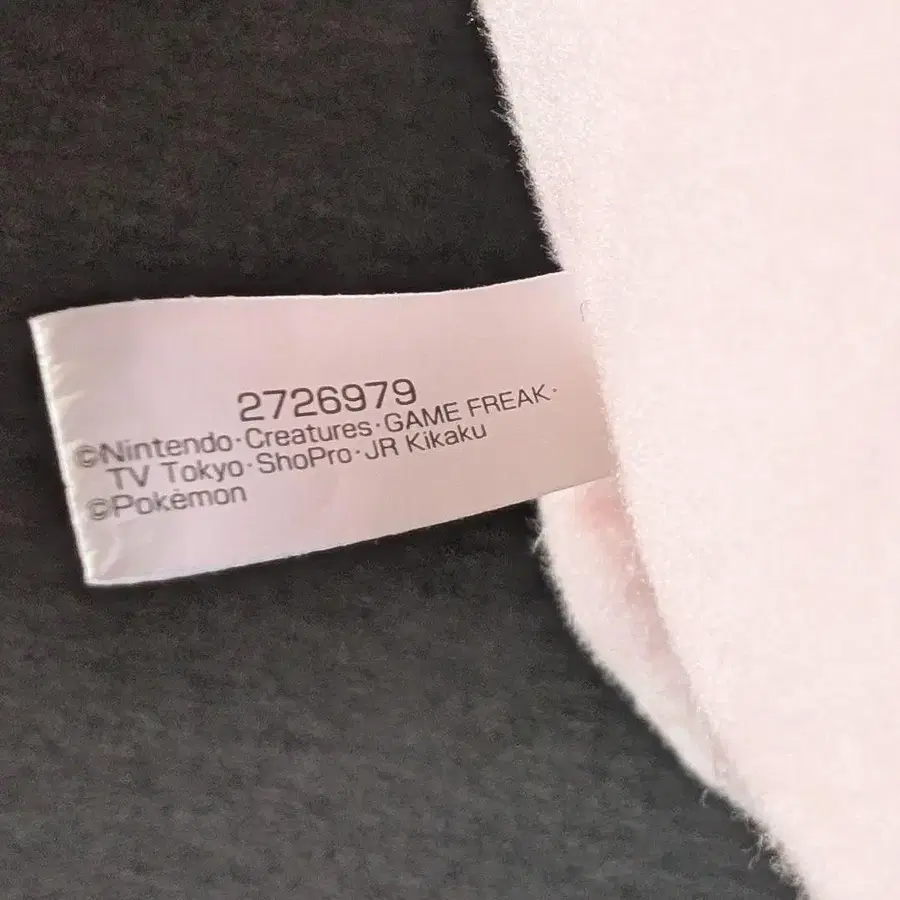 2726979
©Nintendo·Creatures·GAME FREAK·
TV Tokyo·ShoPro·JR Kikaku
©Pokémon